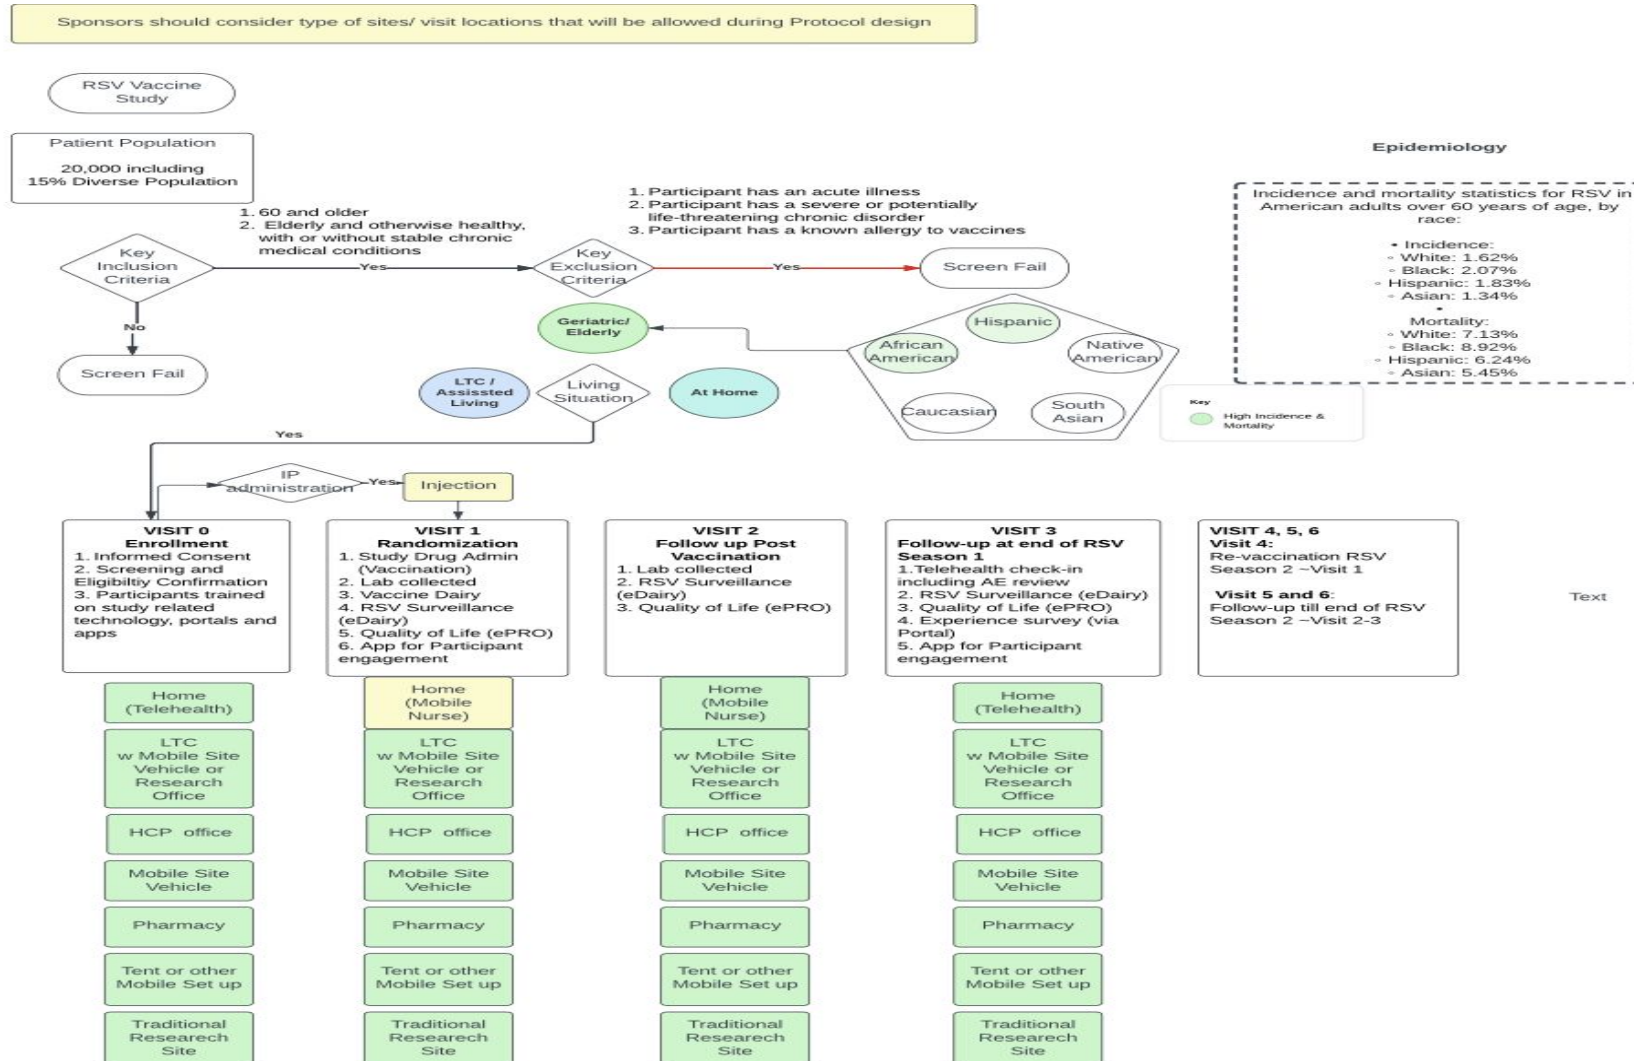 Sponsors should consider type of sites/ visit locations that will be allowed during Protocol design
RSV Vaccine
Study
Patient Population
20,000 including
15% Diverse Population
1. 60 and older
2. Elderly and otherwise healthy,
with or without stable chronic
medical conditions
1. Participant has an acute illness
2. Participant has a severe or potentially
life-threatening chronic disorder
3. Participant has a known allergy to vaccines
Epidemiology
Incidence and mortality statistics for RSV in
American adults over 60 years of age, by
race:
• Incidence:
◦ White: 1.62%
◦ Black: 2.07%
◦ Hispanic: 1.83%
◦ Asian: 1.34%
•
Mortality:
◦ White: 7.13%
◦ Black: 8.92%
◦ Hispanic: 6.24%
◦ Asian: 5.45%
Key
Inclusion
Criteria
Yes
Key
Exclusion
Criteria
Yes
Screen Fail
No
Screen Fail
Geriatric/
Elderly
Hispanic
African
American
Native
American
Caucasian
South
Asian
LTC /
Assissted
Living
Living
Situation
At Home
Key
High Incidence &
Mortality
Yes
IP
administration
Yes
Injection
VISIT 0
Enrollment
1. Informed Consent
2. Screening and
Eligibiltiy Confirmation
3. Participants trained
on study related
technology, portals and
apps
VISIT 1
Randomization
1. Study Drug Admin
(Vaccination)
2. Lab collected
3. Vaccine Dairy
4. RSV Surveillance
(eDairy)
5. Quality of Life (ePRO)
6. App for Participant
engagement
VISIT 2
Follow up Post
Vaccination
1. Lab collected
2. RSV Surveillance
(eDairy)
3. Quality of Life (ePRO)
VISIT 3
Follow-up at end of RSV
Season 1
1.Telehealth check-in
including AE review
2. RSV Surveillance (eDairy)
3. Quality of Life (ePRO)
4. Experience survey (via
Portal)
5. App for Participant
engagement
VISIT 4, 5, 6
Visit 4:
Re-vaccination RSV
Season 2 ~Visit 1
Visit 5 and 6:
Follow-up till end of RSV
Season 2 ~Visit 2-3
Text
Home
(Telehealth)
LTC
w Mobile Site
Vehicle or
Research
Office
HCP office
Mobile Site
Vehicle
Pharmacy
Tent or other
Mobile Set up
Traditional
Researech
Site
Home
(Mobile
Nurse)
LTC
w Mobile Site
Vehicle or
Research
Office
HCP office
Mobile Site
Vehicle
Pharmacy
Tent or other
Mobile Set up
Traditional
Researech
Site
Home
(Mobile
Nurse)
LTC
w Mobile Site
Vehicle or
Research
Office
HCP office
Mobile Site
Vehicle
Pharmacy
Tent or other
Mobile Set up
Traditional
Researech
Site
Home
(Telehealth)
LTC
w Mobile Site
Vehicle or
Research
Office
HCP office
Mobile Site
Vehicle
Pharmacy
Tent or other
Mobile Set up
Traditional
Researech
Site